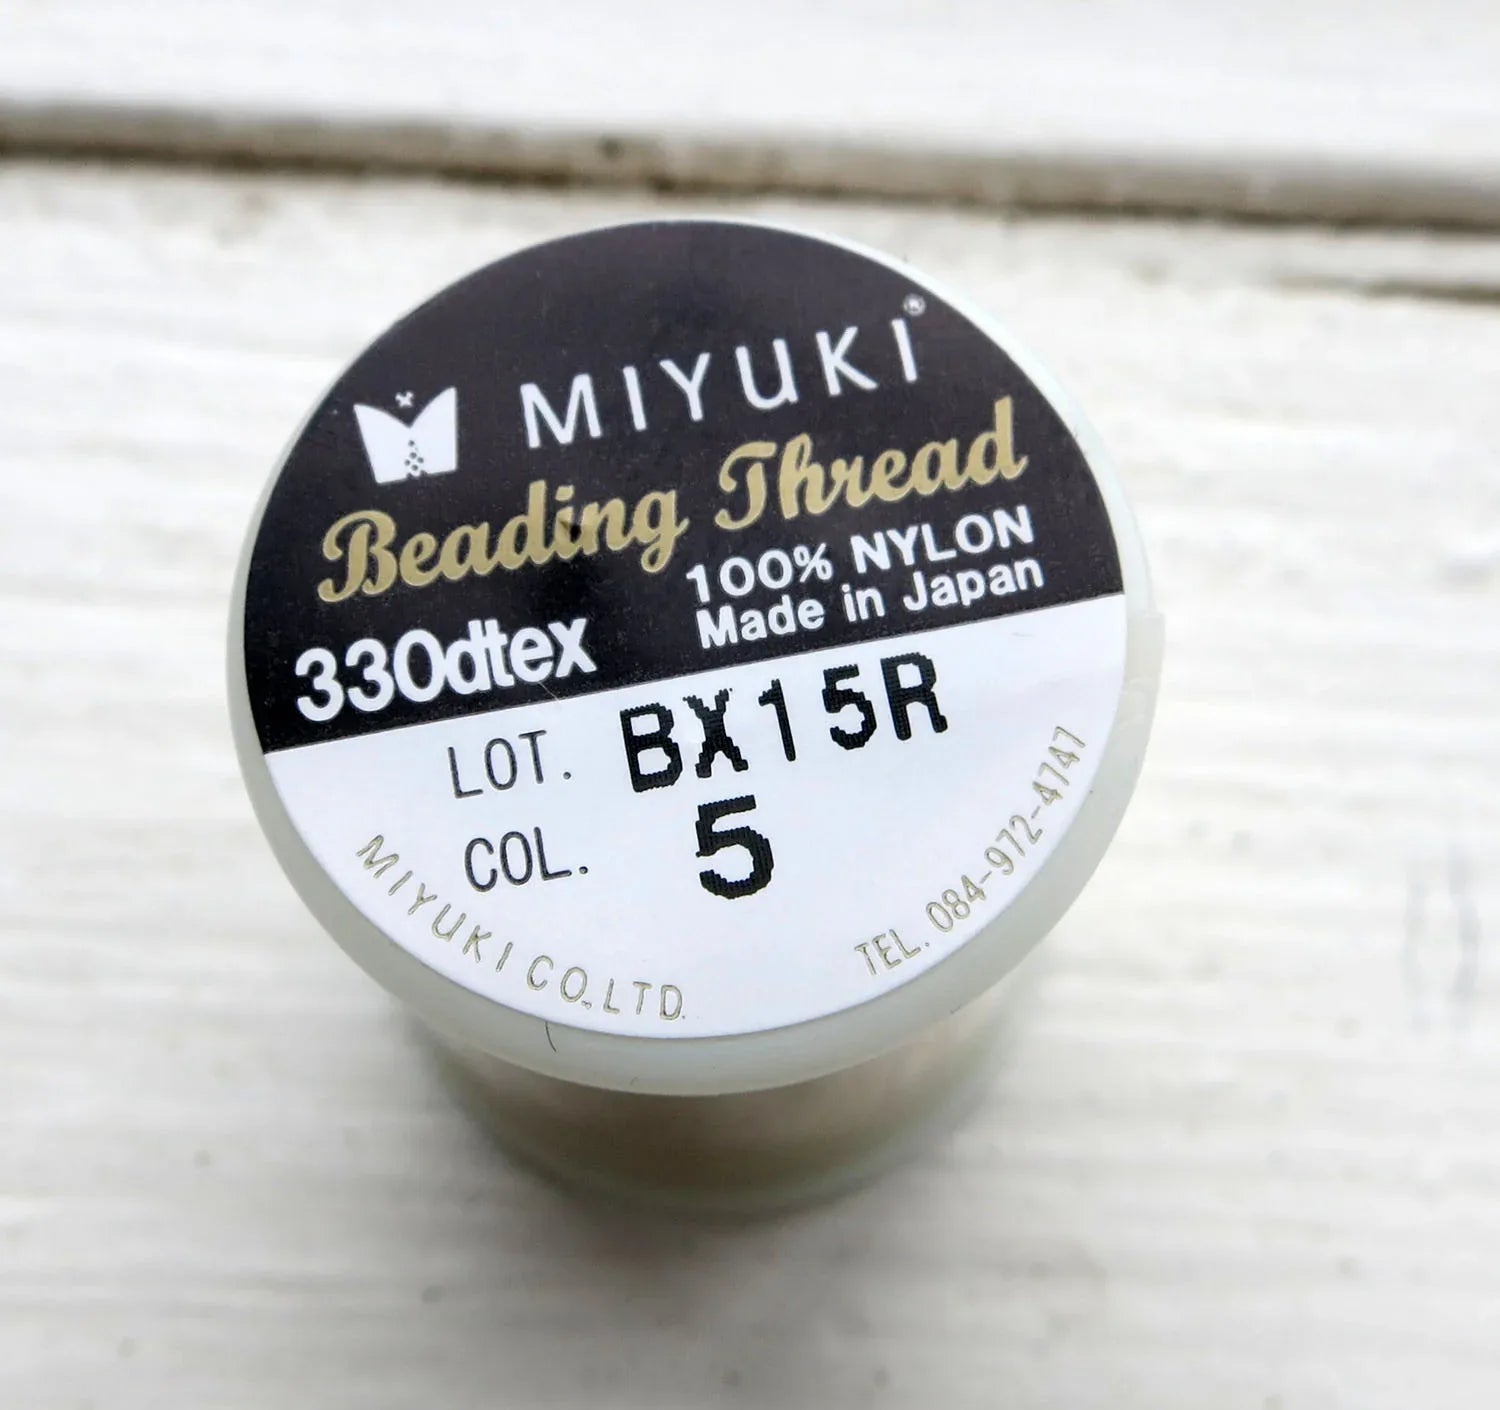 MIYUKI®
Beading Thread
100% NYLON
330dtex Made in Japan
LOT. BX15R
COL. 5
MIYUKI CO.,LTD.
TEL. 084-972-4747